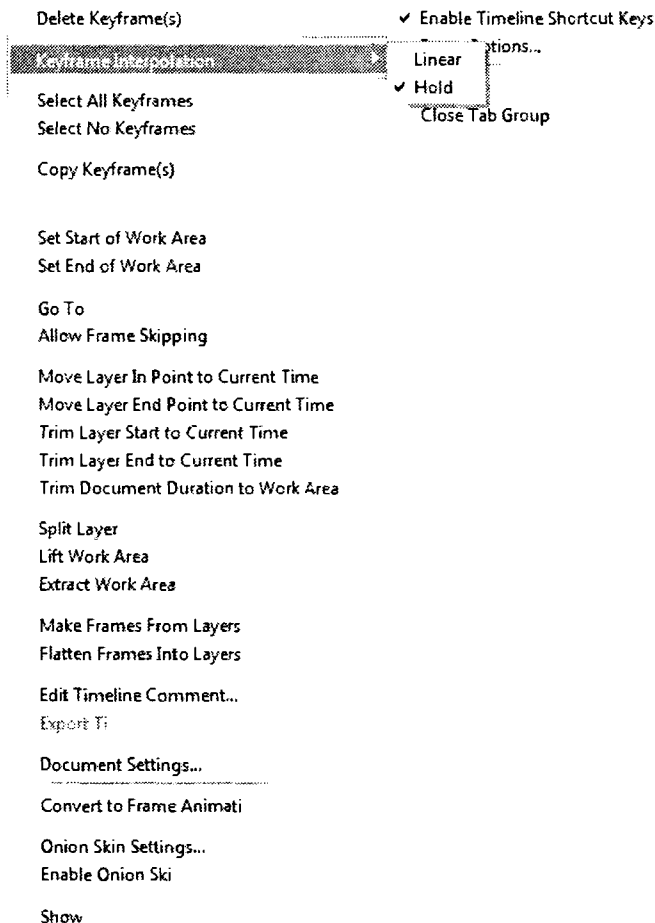 Delete Keyframe(s)
Keyframe Interpolation
Select All Keyframes
Select No Keyframes
Copy Keyframe(s)
Set Start of Work Area
Set End of Work Area
Go To
Allow Frame Skipping
Move Layer In Point to Current Time
Move Layer End Point to Current Time
Trim Layer Start to Current Time
Trim Layer End to Current Time
Trim Document Duration to Work Area
Split Layer
Lift Work Area
Extract Work Area
Make Frames From Layers
Flatten Frames Into Layers
Edit Timeline Comment...
Export Ti
Document Settings...
Convert to Frame Animati
Onion Skin Settings...
Enable Onion Ski
Show
✓ Enable Timeline Shortcut Keys
Linear
✓ Hold
Close Tab Group